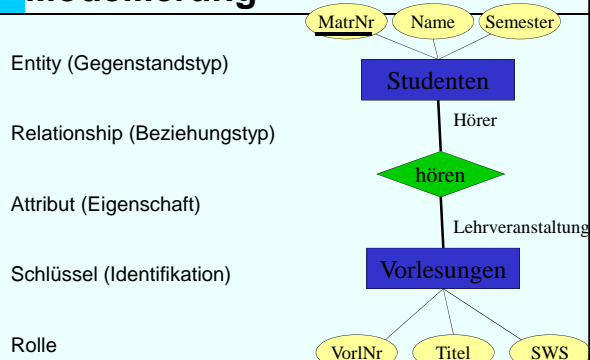 MatrNr Name Semester
Entity (Gegenstandstyp)
Studenten
Hörer
Relationship (Beziehungstyp)
hören
Attribut (Eigenschaft)
Lehrveranstaltung
Schlüssel (Identifikation)
Vorlesungen
Rolle
VorlNr Titel SWS